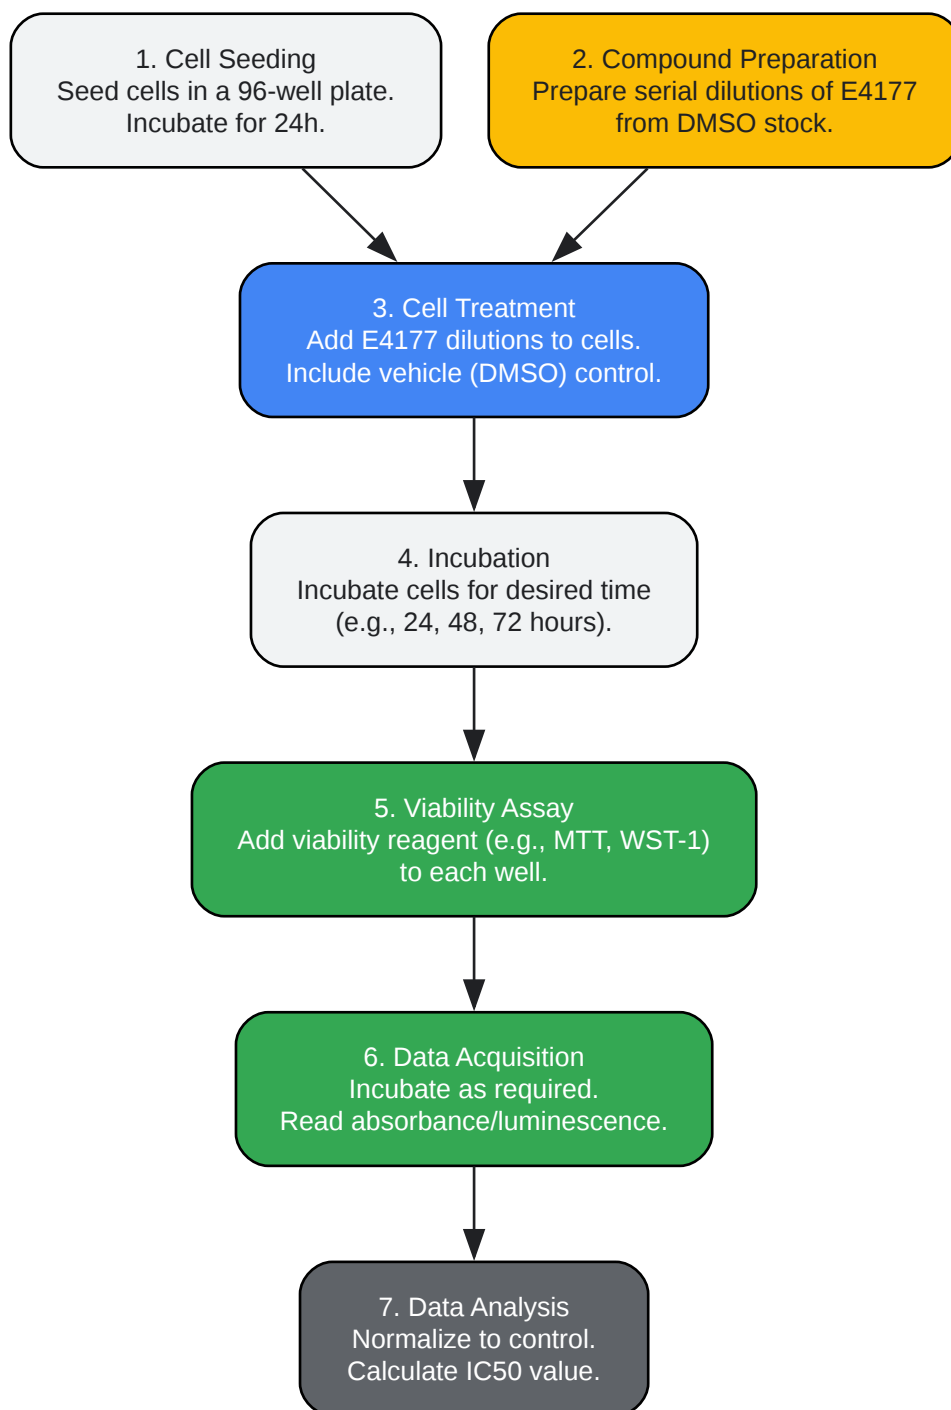 1. Cell Seeding
Seed cells in a 96-well plate.
Incubate for 24h.
2. Compound Preparation
Prepare serial dilutions of E4177
from DMSO stock.
3. Cell Treatment
Add E4177 dilutions to cells.
Include vehicle (DMSO) control.
4. Incubation
Incubate cells for desired time
(e.g., 24, 48, 72 hours).
5. Viability Assay
Add viability reagent (e.g., MTT, WST-1)
to each well.
6. Data Acquisition
Incubate as required.
Read absorbance/luminescence.
7. Data Analysis
Normalize to control.
Calculate IC50 value.